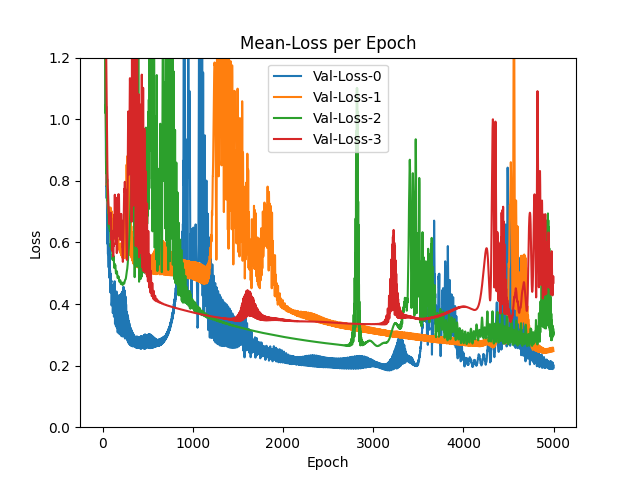 Mean-Loss per Epoch
Val-Loss-0
Val-Loss-1
Val-Loss-2
Val-Loss-3
1.2
1.0
0.8
0.6
0.4
0.2
0.0
Loss
0 1000 2000 3000 4000 5000
Epoch